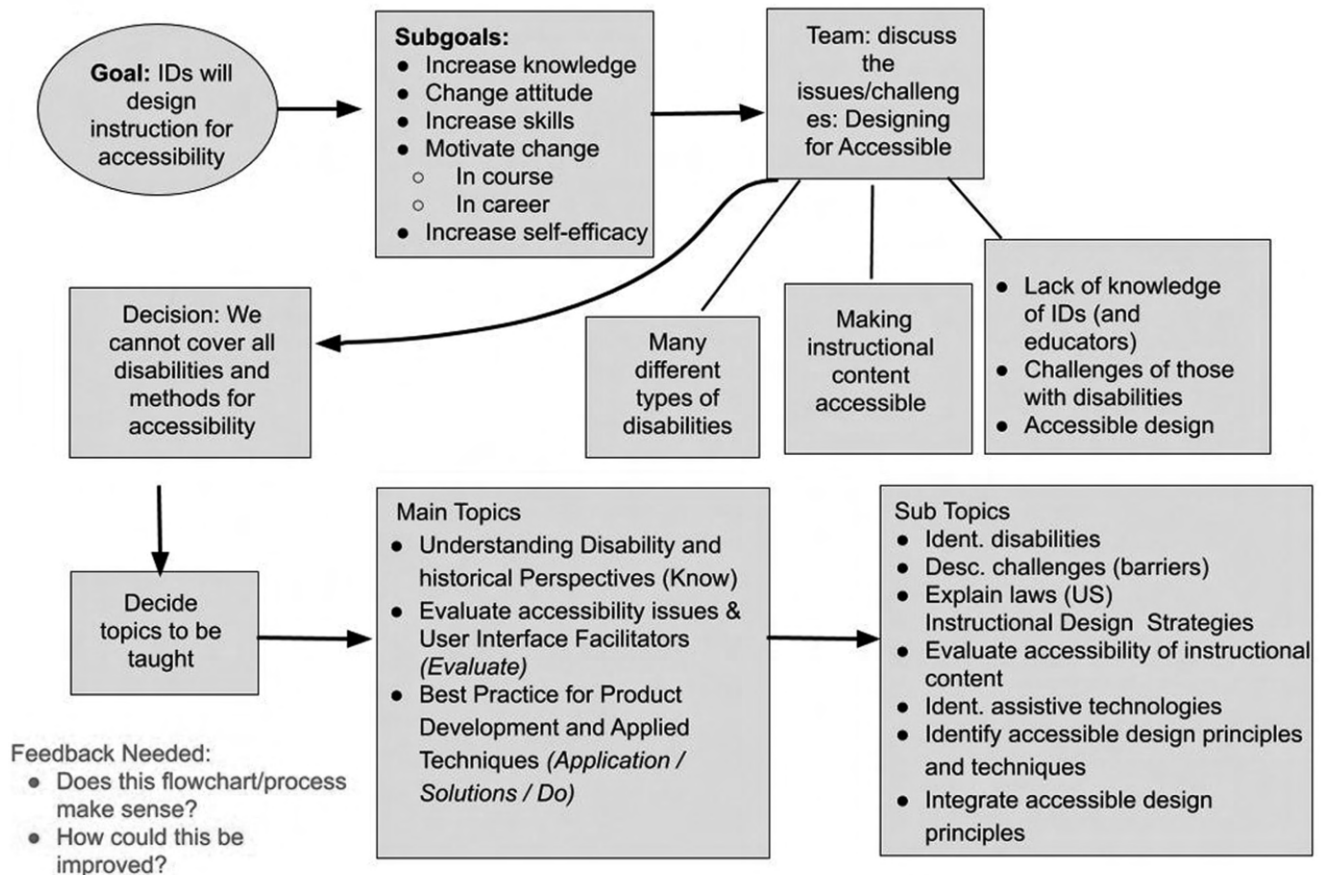 Goal: IDs will
design
instruction for
accessibility
Subgoals:
● Increase knowledge
● Change attitude
● Increase skills
● Motivate change
○ In course
○ In career
● Increase self-efficacy
Team: discuss
the
issues/challeng
es: Designing
for Accessible
Decision: We
cannot cover all
disabilities and
methods for
accessibility
Many
different
types of
disabilities
Making
instructional
content
accessible
● Lack of knowledge
of IDs (and
educators)
● Challenges of those
with disabilities
● Accessible design
Decide
topics to be
taught
Main Topics
● Understanding Disability and
historical Perspectives (Know)
● Evaluate accessibility issues &
User Interface Facilitators
(Evaluate)
● Best Practice for Product
Development and Applied
Techniques (Application /
Solutions / Do)
Sub Topics
● Ident. disabilities
● Desc. challenges (barriers)
● Explain laws (US)
Instructional Design Strategies
● Evaluate accessibility of instructional
content
● Ident. assistive technologies
● Identify accessible design principles
and techniques
● Integrate accessible design
principles
Feedback Needed:
● Does this flowchart/process
make sense?
● How could this be
improved?